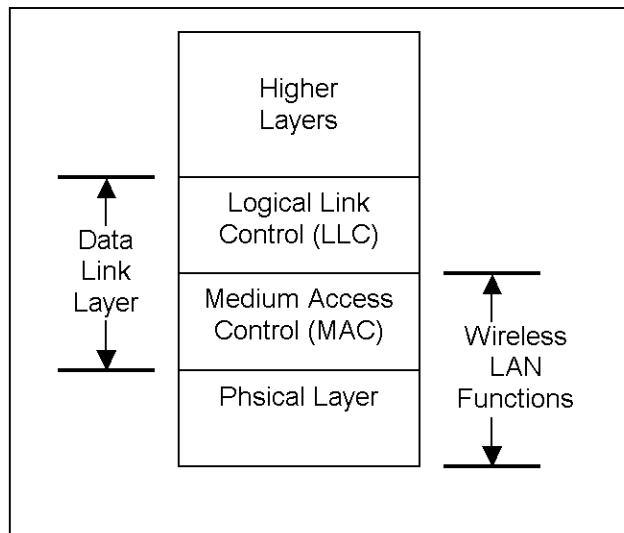 Higher
Layers
Logical Link
Control (LLC)
Data
Link
Layer
Medium Access
Control (MAC)
Wireless
LAN
Functions
Phsical Layer